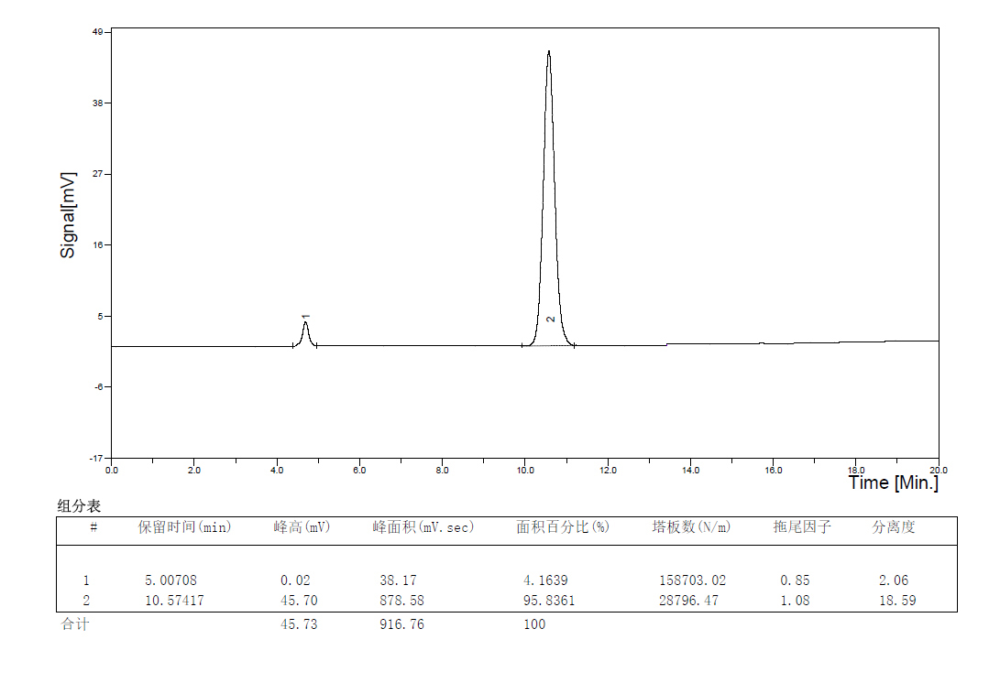 49
38
27
16
5
-6
-17
Signal[mV]
1
2
0.0 2.0 4.0 6.0 8.0 10.0 12.0 14.0 16.0 18.0 20.0
Time [Min.]
组分表
# 保留时间(min) 峰高(mV) 峰面积(mV.sec) 面积百分比(%) 塔板数(N/m) 拖尾因子 分离度
1 5.00708 0.02 38.17 4.1639 158703.02 0.85 2.06
2 10.57417 45.70 878.58 95.8361 28796.47 1.08 18.59
合计 45.73 916.76 100